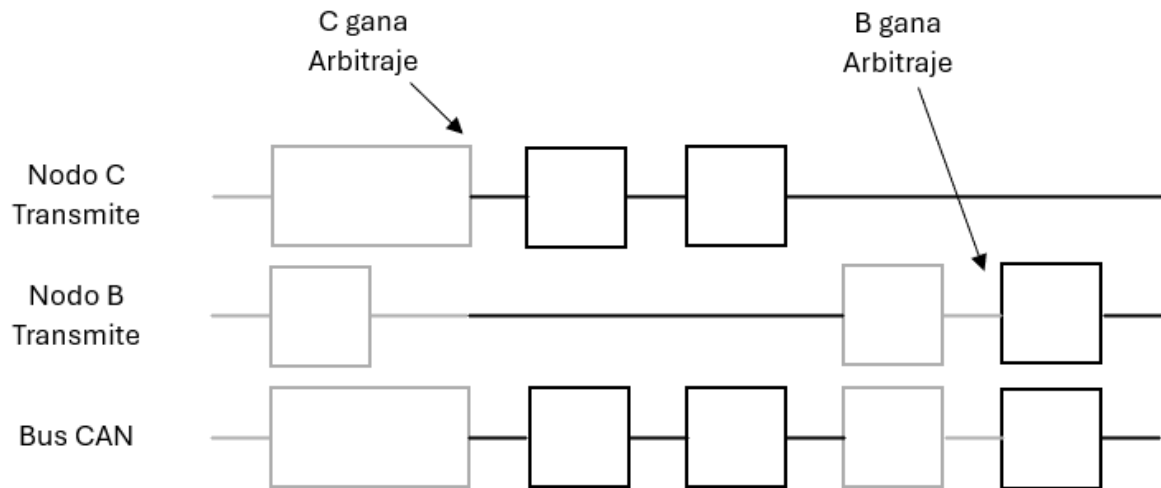 C gana
Arbitraje
B gana
Arbitraje
Nodo C
Transmite
Nodo B
Transmite
Bus CAN